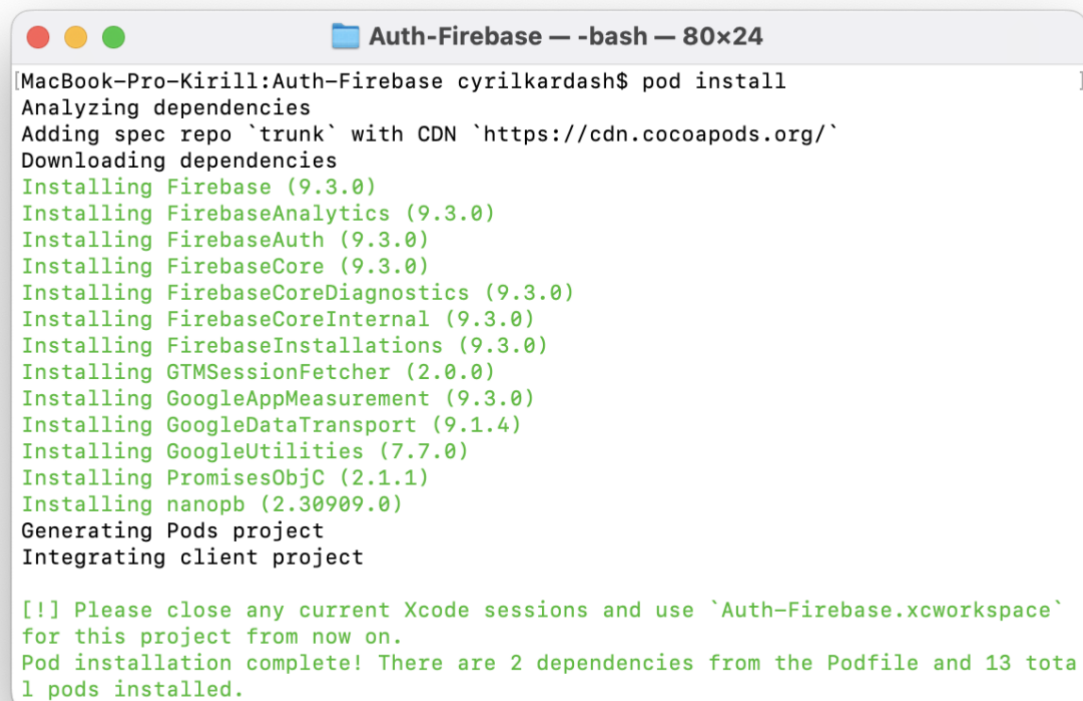 Auth-Firebase — -bash — 80×24
[MacBook-Pro-Kirill:Auth-Firebase cyrilkardash$ pod install ]
Analyzing dependencies
Adding spec repo `trunk` with CDN `https://cdn.cocoapods.org/`
Downloading dependencies
Installing Firebase (9.3.0)
Installing FirebaseAnalytics (9.3.0)
Installing FirebaseAuth (9.3.0)
Installing FirebaseCore (9.3.0)
Installing FirebaseCoreDiagnostics (9.3.0)
Installing FirebaseCoreInternal (9.3.0)
Installing FirebaseInstallations (9.3.0)
Installing GTMSessionFetcher (2.0.0)
Installing GoogleAppMeasurement (9.3.0)
Installing GoogleDataTransport (9.1.4)
Installing GoogleUtilities (7.7.0)
Installing PromisesObjC (2.1.1)
Installing nanopb (2.30909.0)
Generating Pods project
Integrating client project
[!] Please close any current Xcode sessions and use `Auth-Firebase.xcworkspace`
for this project from now on.
Pod installation complete! There are 2 dependencies from the Podfile and 13 tota
l pods installed.